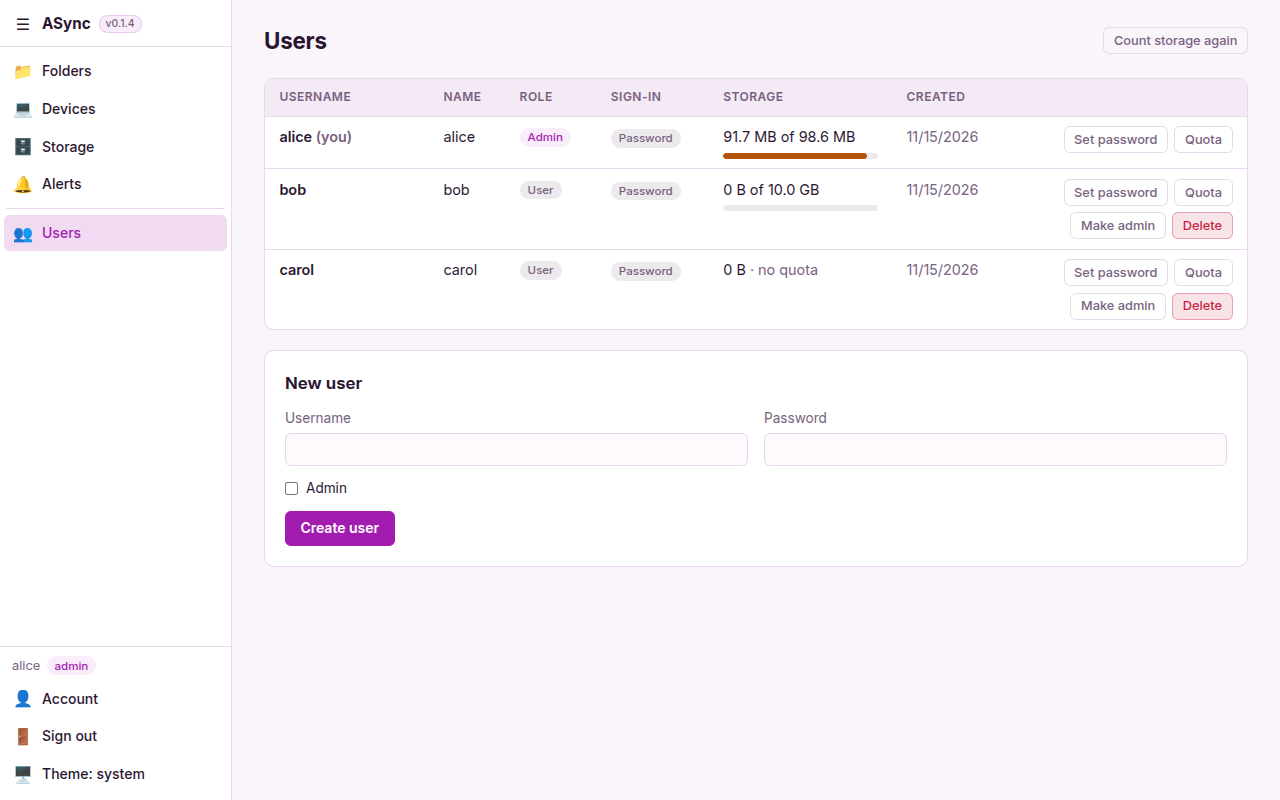 ☰ ASync v0.1.4
Folders
Devices
Storage
Alerts
Users
alice admin
Account
Sign out
Theme: system
Users
Count storage again
USERNAME NAME ROLE SIGN-IN STORAGE CREATED
alice (you) alice Admin Password 91.7 MB of 98.6 MB 11/15/2026 Set password Quota
bob bob User Password 0 B of 10.0 GB 11/15/2026 Set password Quota
Make admin Delete
carol carol User Password 0 B · no quota 11/15/2026 Set password Quota
Make admin Delete
New user
Username Password
Admin
Create user